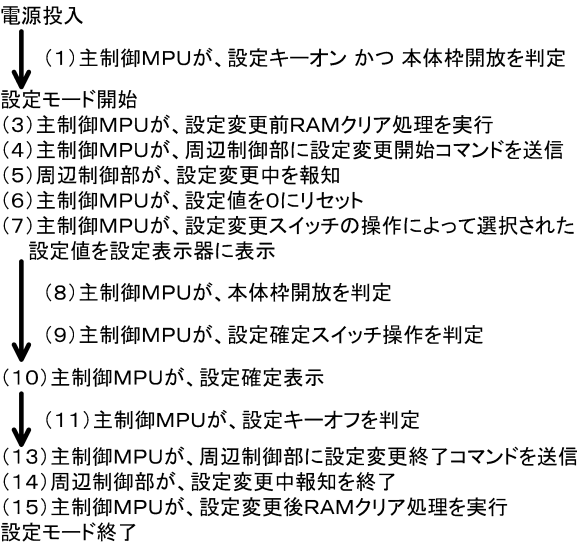 電源投入
（１）主制御ＭＰＵが、設定キーオン かつ 本体枠開放を判定
設定モード開始
（３）主制御ＭＰＵが、設定変更前ＲＡＭクリア処理を実行
（４）主制御ＭＰＵが、周辺制御部に設定変更開始コマンドを送信
（５）周辺制御部が、設定変更中を報知
（６）主制御ＭＰＵが、設定値を０にリセット
（７）主制御ＭＰＵが、設定変更スイッチの操作によって選択された
設定値を設定表示器に表示
（８）主制御ＭＰＵが、本体枠開放を判定
（９）主制御ＭＰＵが、設定確定スイッチ操作を判定
（１０）主制御ＭＰＵが、設定確定表示
（１１）主制御ＭＰＵが、設定キーオフを判定
（１３）主制御ＭＰＵが、周辺制御部に設定変更終了コマンドを送信
（１４）周辺制御部が、設定変更中報知を終了
（１５）主制御ＭＰＵが、設定変更後ＲＡＭクリア処理を実行
設定モード終了